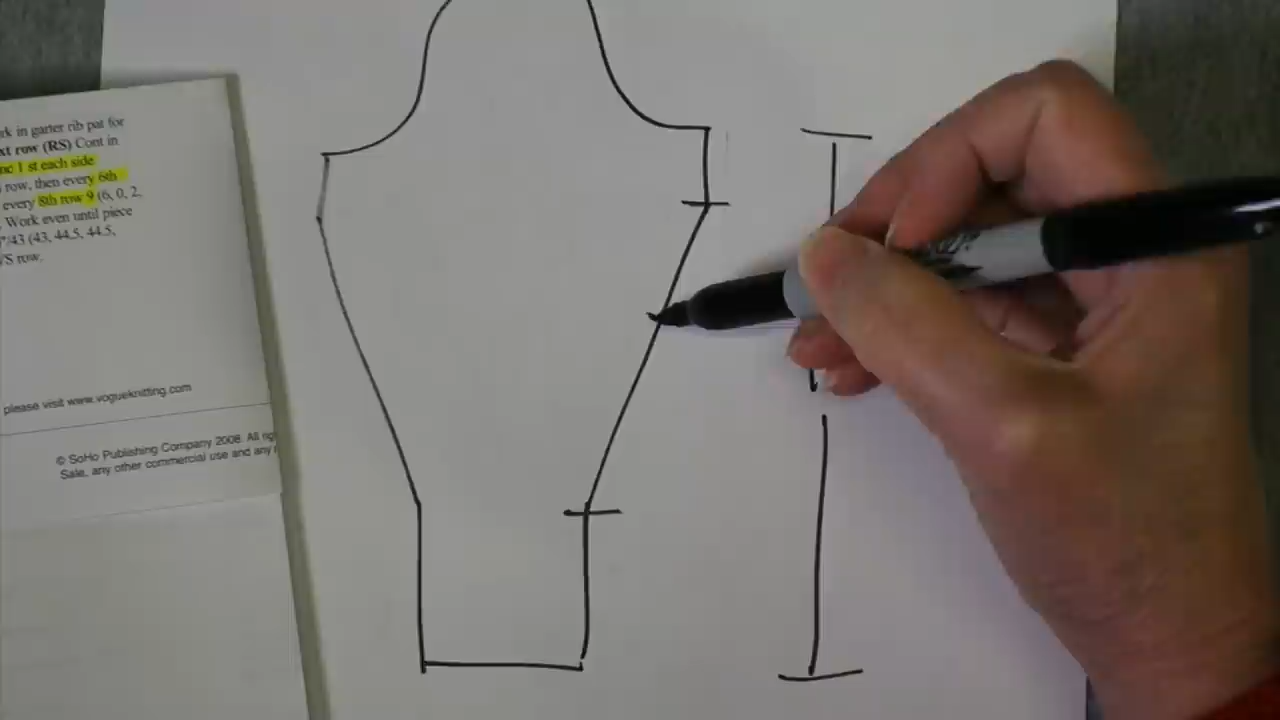 rk in garter rib pat for
xt row (RS) Cont in
nc 1 st each side
row, then every 6th
every 8th row 9 (6, 0, 2,
. Work even until piece
"/43 (43, 44.5, 44.5,
VS row.
please visit www.vogueknitting.com
© SoHo Publishing Company 2008. All rig
Sale, any other commercial use and any